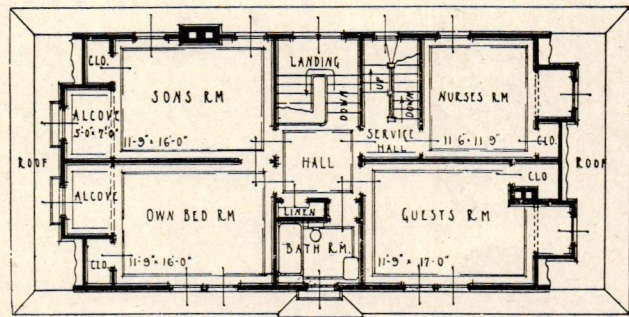 CLO.
LANDING
UP
DOWN
DOWN
SONS RM
NURSES RM
ALCOVE
5'-0"x 7'-0"
11'-9" x 16'-0"
SERVICE
HALL
11'6"-11'9"
CLO.
HALL
ROOF
ROOF
ALCOVE
CLO
LINEN
OWN BED RM
GUESTS RM
BATH RM.
CLO.
11'-9" x 16'-0"
11'-9" x 17'-0"